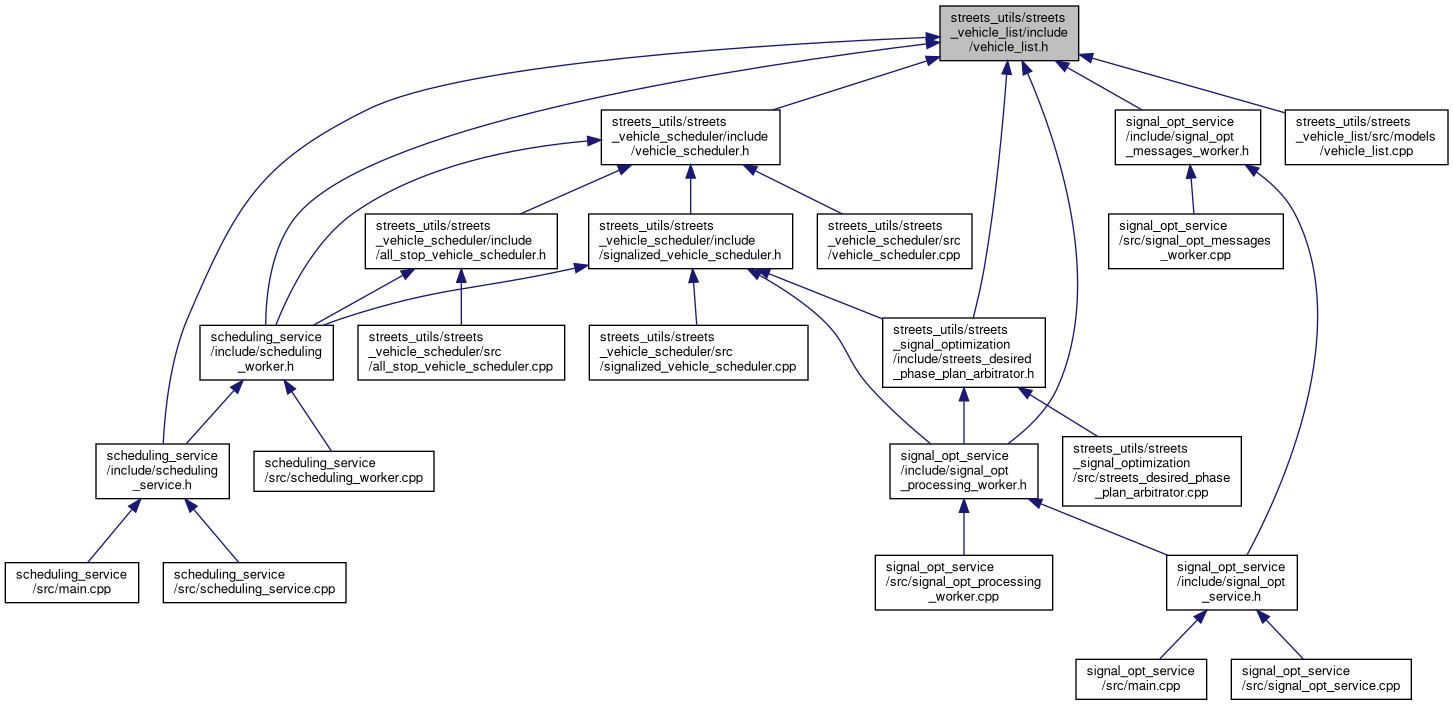 streets_utils/streets
_vehicle_list/include
/vehicle_list.h
streets_utils/streets
_vehicle_scheduler/include
/vehicle_scheduler.h
signal_opt_service
/include/signal_opt
_messages_worker.h
streets_utils/streets
_vehicle_list/src/models
/vehicle_list.cpp
streets_utils/streets
_vehicle_scheduler/include
/all_stop_vehicle_scheduler.h
streets_utils/streets
_vehicle_scheduler/include
/signalized_vehicle_scheduler.h
streets_utils/streets
_vehicle_scheduler/src
/vehicle_scheduler.cpp
signal_opt_service
/src/signal_opt_messages
_worker.cpp
scheduling_service
/include/scheduling
_worker.h
streets_utils/streets
_vehicle_scheduler/src
/all_stop_vehicle_scheduler.cpp
streets_utils/streets
_vehicle_scheduler/src
/signalized_vehicle_scheduler.cpp
streets_utils/streets
_signal_optimization
/include/streets_desired
_phase_plan_arbitrator.h
scheduling_service
/include/scheduling
_service.h
scheduling_service
/src/scheduling_worker.cpp
signal_opt_service
/include/signal_opt
_processing_worker.h
streets_utils/streets
_signal_optimization
/src/streets_desired_phase
_plan_arbitrator.cpp
scheduling_service
/src/main.cpp
scheduling_service
/src/scheduling_service.cpp
signal_opt_service
/src/signal_opt_processing
_worker.cpp
signal_opt_service
/include/signal_opt
_service.h
signal_opt_service
/src/main.cpp
signal_opt_service
/src/signal_opt_service.cpp